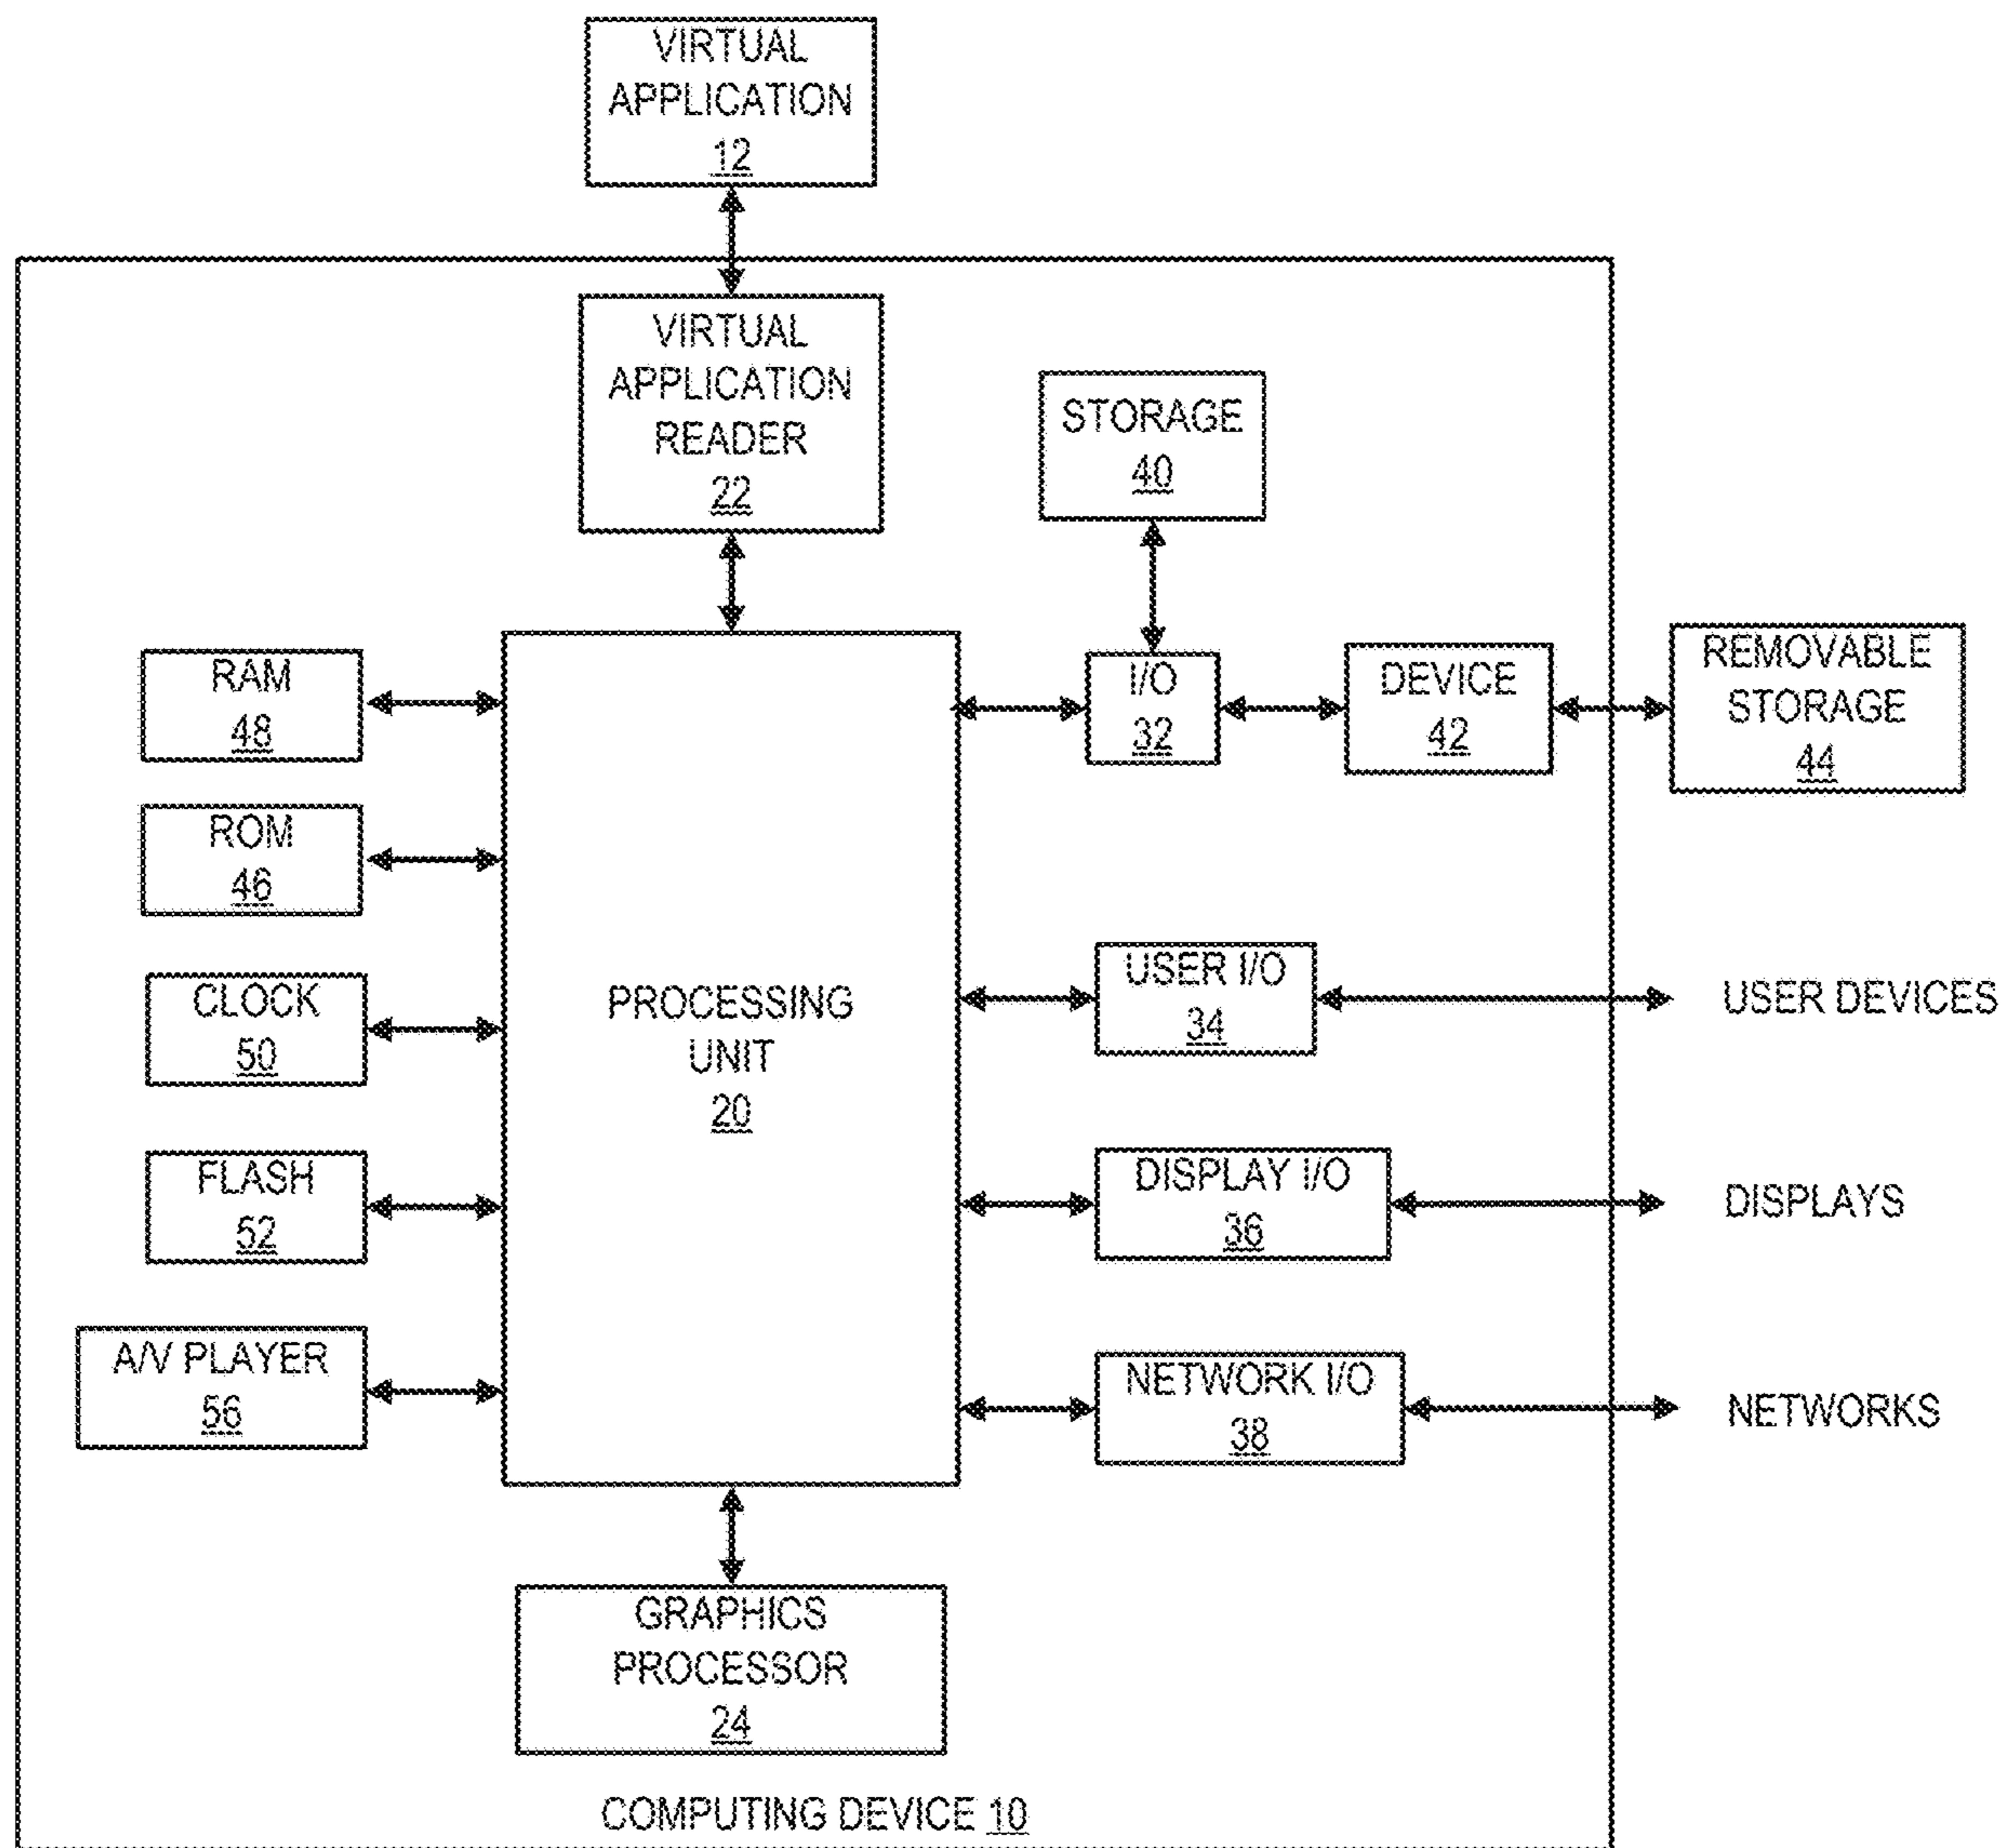 VIRTUAL
APPLICATION
12
VIRTUAL
APPLICATION
READER
22
STORAGE
40
RAM
48
I/O
32
DEVICE
42
REMOVABLE
STORAGE
44
ROM
46
CLOCK
50
PROCESSING
UNIT
20
USER I/O
34
USER DEVICES
FLASH
52
DISPLAY I/O
36
DISPLAYS
A/V PLAYER
56
NETWORK I/O
38
NETWORKS
GRAPHICS
PROCESSOR
24
COMPUTING DEVICE 10